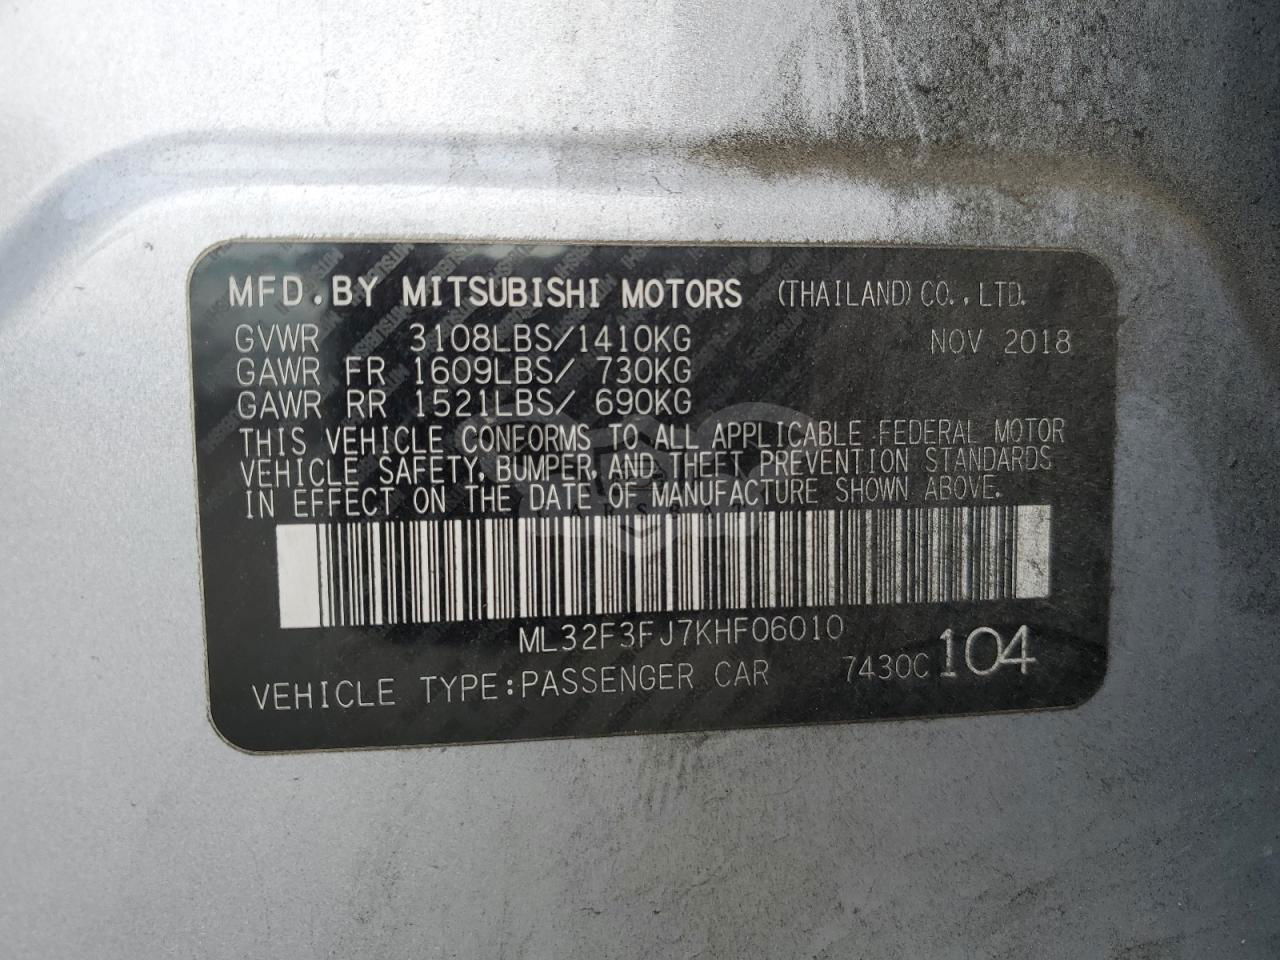 MFD.BY MITSUBISHI MOTORS (THAILAND) CO.,LTD.
GVWR 3108LBS/1410KG NOV 2018
GAWR FR 1609LBS/ 730KG
GAWR RR 1521LBS/ 690KG
THIS VEHICLE CONFORMS TO ALL APPLICABLE FEDERAL MOTOR
VEHICLE SAFETY, BUMPER, AND THEFT PREVENTION STANDARDS
IN EFFECT ON THE DATE OF MANUFACTURE SHOWN ABOVE.
ML32F3FJ7KHF06010
VEHICLE TYPE:PASSENGER CAR 7430C 104